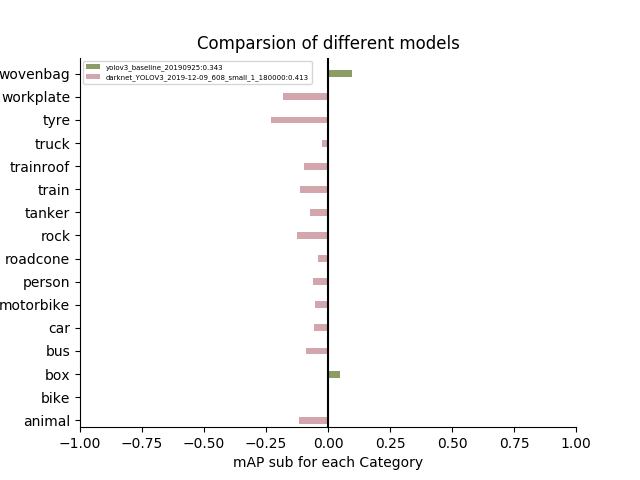 Comparsion of different models
yolov3_baseline_20190925:0.343
darknet_YOLOV3_2019-12-09_608_small_1_180000:0.413
wovenbag
workplate
tyre
truck
trainroof
train
tanker
rock
roadcone
person
motorbike
car
bus
box
bike
animal
−1.00 −0.75 −0.50 −0.25 0.00 0.25 0.50 0.75 1.00
mAP sub for each Category